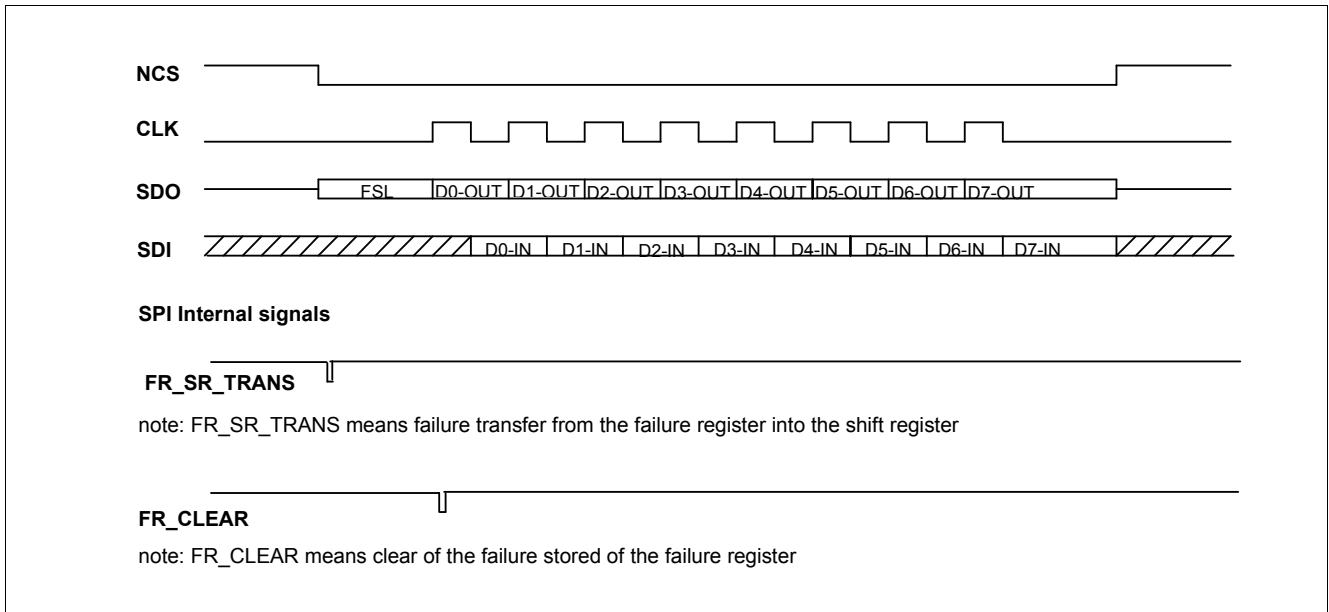 NCS
CLK
SDO FSL D0-OUT D1-OUT D2-OUT D3-OUT D4-OUT D5-OUT D6-OUT D7-OUT
SDI D0-IN D1-IN D2-IN D3-IN D4-IN D5-IN D6-IN D7-IN
SPI Internal signals
FR_SR_TRANS
note: FR_SR_TRANS means failure transfer from the failure register into the shift register
FR_CLEAR
note: FR_CLEAR means clear of the failure stored of the failure register